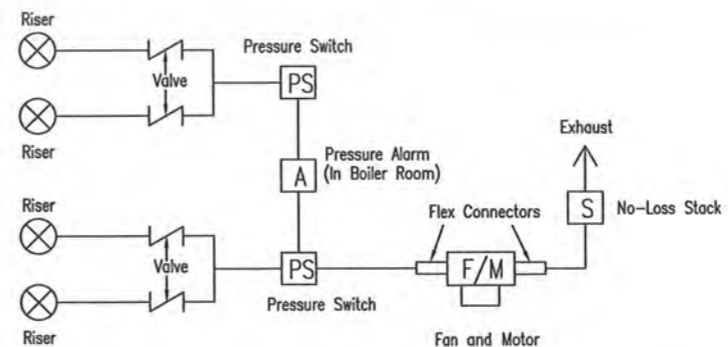 Riser
Valve
Riser
Pressure Switch
PS
Pressure Alarm
(In Boiler Room)
A
Exhaust
S
No-Loss Stack
Riser
Valve
Riser
PS
Pressure Switch
Flex Connectors
F/M
Fan and Motor